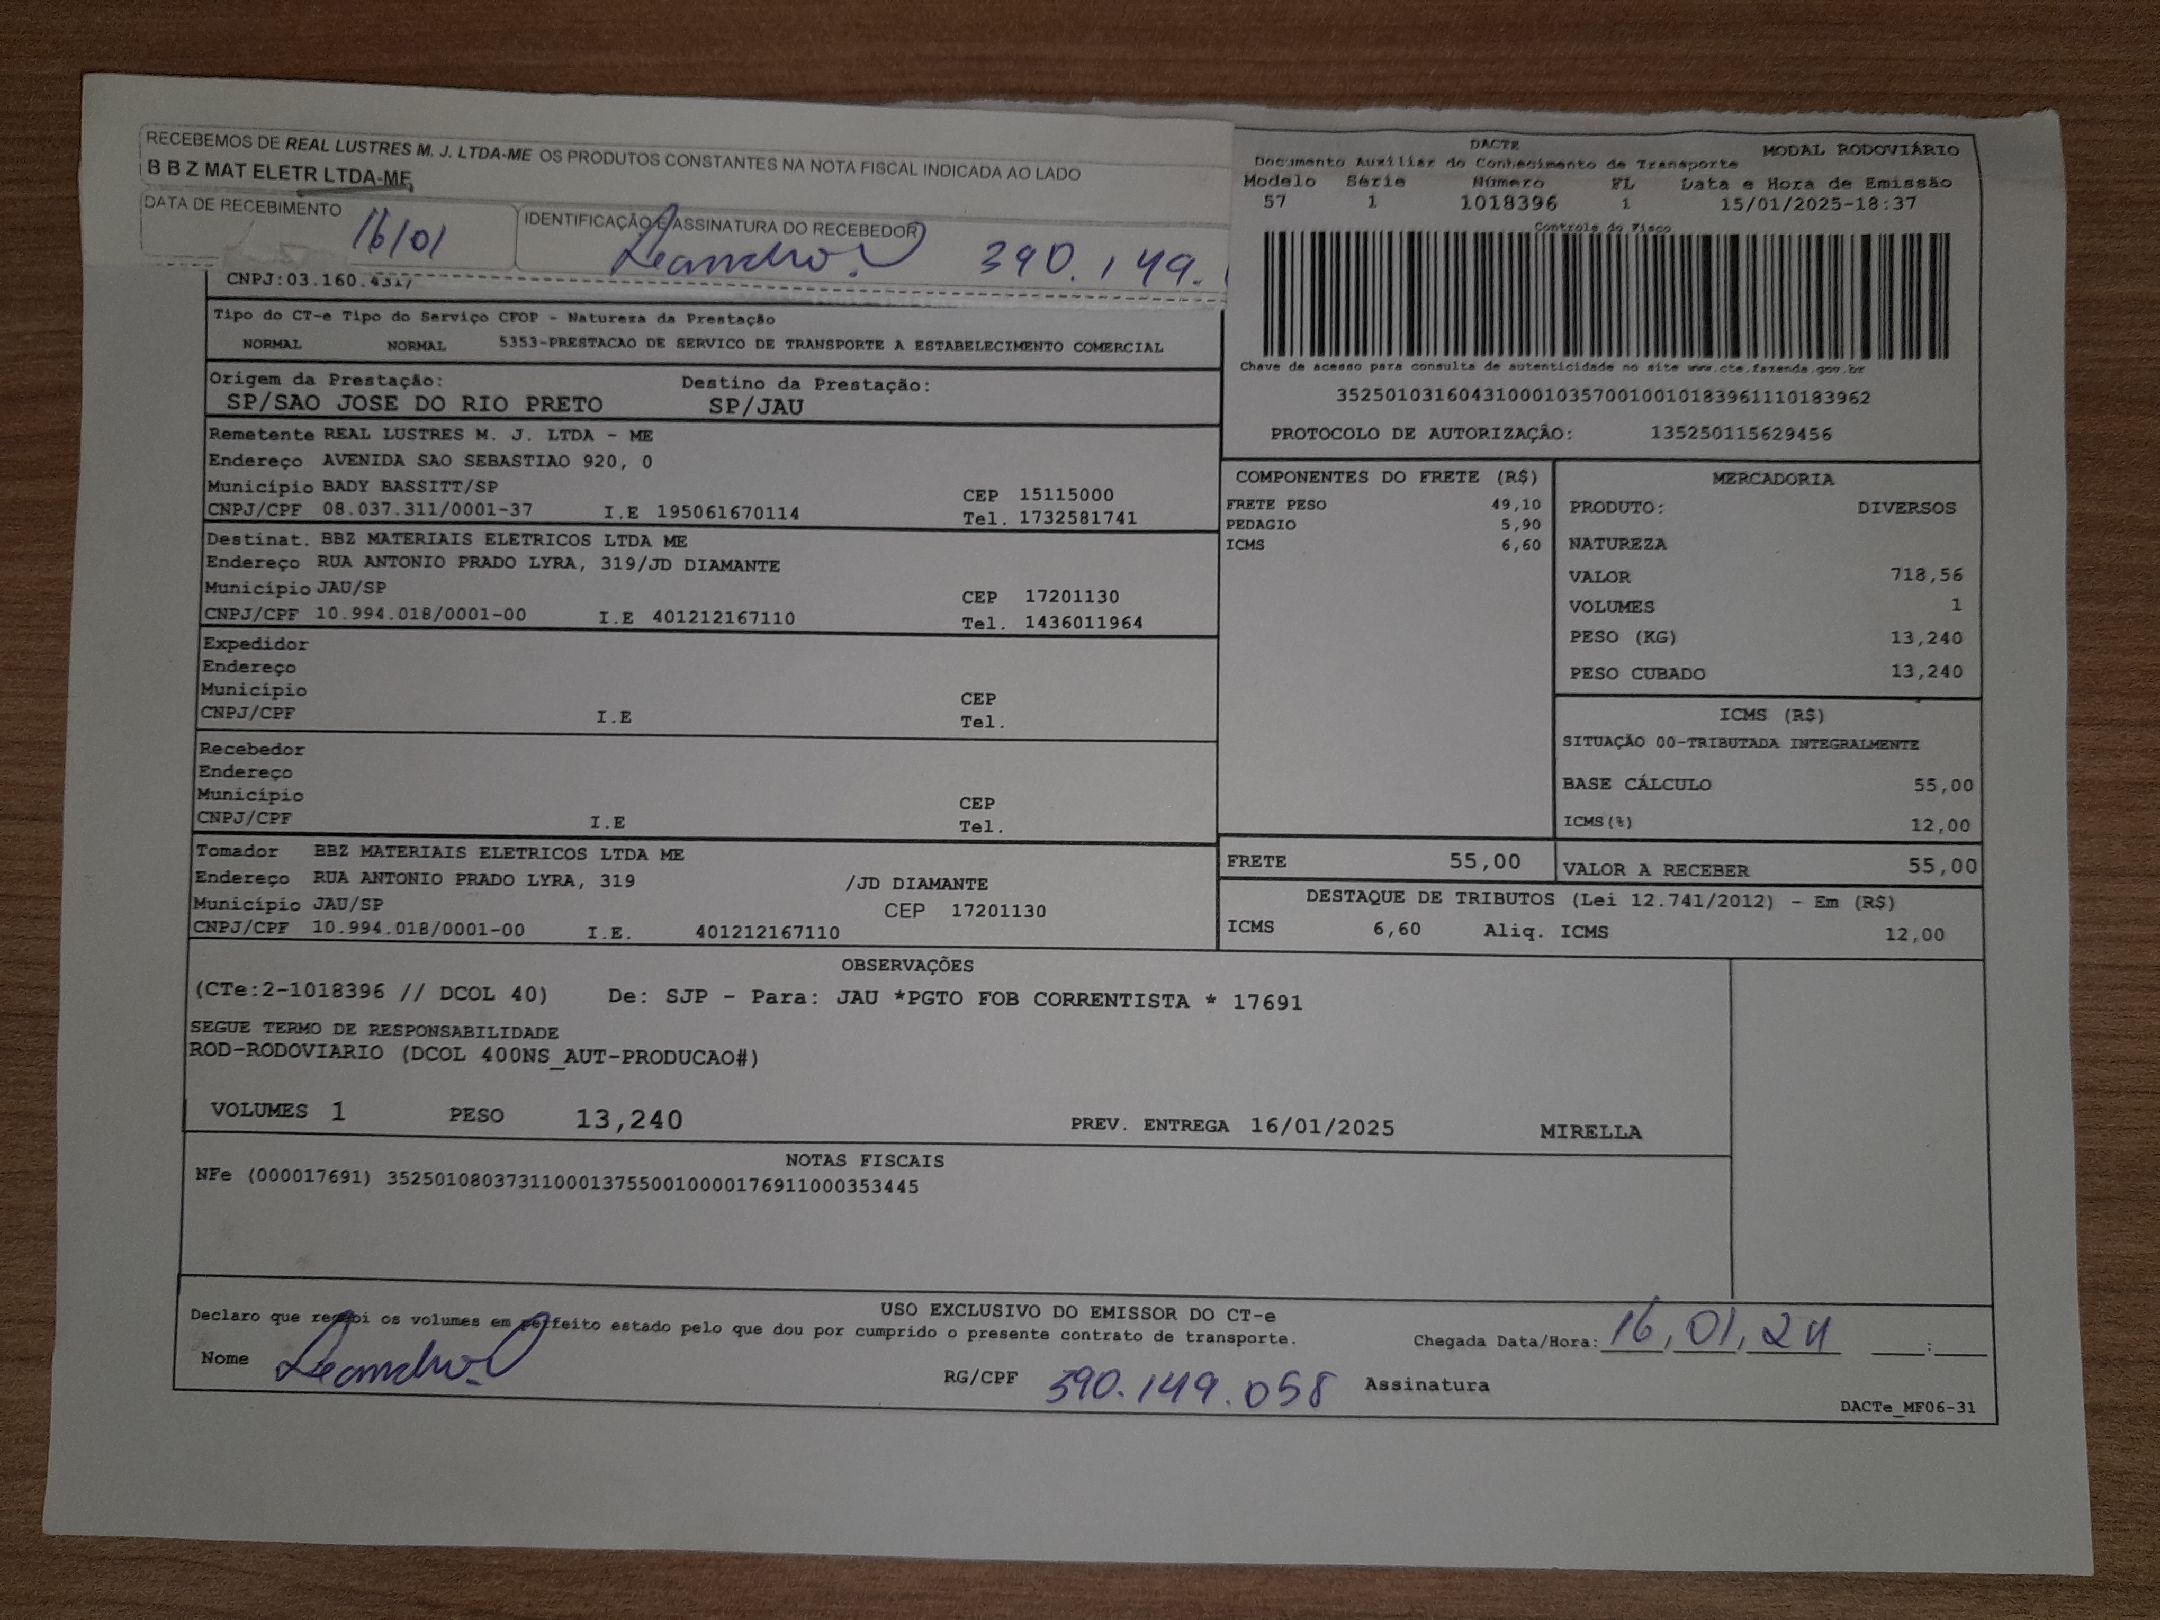 RECEBEMOS DE REAL LUSTRES M. J. LTDA-ME OS PRODUTOS CONSTANTES NA NOTA FISCAL INDICADA AO LADO
B B Z MAT ELETR LTDA-ME
DATA DE RECEBIMENTO
16/01
IDENTIFICAÇÃO E ASSINATURA DO RECEBEDOR
Leandro 390.149.
CNPJ:03.160.431/
DACTE MODAL RODOVIÁRIO
Documento Auxiliar do Conhecimento de Transporte
Modelo Série Número FL Data e Hora de Emissão
57 1 1018396 1 15/01/2025-18:37
Controle do Fisco
Chave de acesso para consulta de autenticidade no site www.cte.fazenda.gov.br
35250103160431000103570010010183961110183962
PROTOCOLO DE AUTORIZAÇÃO: 135250115629456
Tipo do CT-e Tipo do Serviço CFOP - Natureza da Prestação
NORMAL NORMAL 5353-PRESTACAO DE SERVICO DE TRANSPORTE A ESTABELECIMENTO COMERCIAL
Origem da Prestação: Destino da Prestação:
SP/SAO JOSE DO RIO PRETO SP/JAU
Remetente REAL LUSTRES M. J. LTDA - ME
Endereço AVENIDA SAO SEBASTIAO 920, 0
Município BADY BASSITT/SP CEP 15115000
CNPJ/CPF 08.037.311/0001-37 I.E 195061670114 Tel. 1732581741
Destinat. BBZ MATERIAIS ELETRICOS LTDA ME
Endereço RUA ANTONIO PRADO LYRA, 319/JD DIAMANTE
Município JAU/SP CEP 17201130
CNPJ/CPF 10.994.018/0001-00 I.E 401212167110 Tel. 1436011964
Expedidor
Endereço
Município CEP
CNPJ/CPF I.E Tel.
Recebedor
Endereço
Município CEP
CNPJ/CPF I.E Tel.
Tomador BBZ MATERIAIS ELETRICOS LTDA ME
Endereço RUA ANTONIO PRADO LYRA, 319 /JD DIAMANTE
Município JAU/SP CEP 17201130
CNPJ/CPF 10.994.018/0001-00 I.E. 401212167110
COMPONENTES DO FRETE (R$)
FRETE PESO 49,10
PEDAGIO 5,90
ICMS 6,60
MERCADORIA
PRODUTO: DIVERSOS
NATUREZA
VALOR 718,56
VOLUMES 1
PESO (KG) 13,240
PESO CUBADO 13,240
ICMS (R$)
SITUAÇÃO 00-TRIBUTADA INTEGRALMENTE
BASE CÁLCULO 55,00
ICMS(%) 12,00
FRETE 55,00 VALOR A RECEBER 55,00
DESTAQUE DE TRIBUTOS (Lei 12.741/2012) - Em (R$)
ICMS 6,60 Aliq. ICMS 12,00
OBSERVAÇÕES
(CTe:2-1018396 // DCOL 40) De: SJP - Para: JAU *PGTO FOB CORRENTISTA * 17691
SEGUE TERMO DE RESPONSABILIDADE
ROD-RODOVIARIO (DCOL 400NS_AUT-PRODUCAO#)
VOLUMES 1 PESO 13,240 PREV. ENTREGA 16/01/2025 MIRELLA
NOTAS FISCAIS
NFe (000017691) 35250108037311000137550010000176911000353445
USO EXCLUSIVO DO EMISSOR DO CT-e
Declaro que recebi os volumes em perfeito estado pelo que dou por cumprido o presente contrato de transporte.
Chegada Data/Hora: 16,01,24 :
Nome Leandro RG/CPF 390.149.058 Assinatura
DACTe_MF06-31